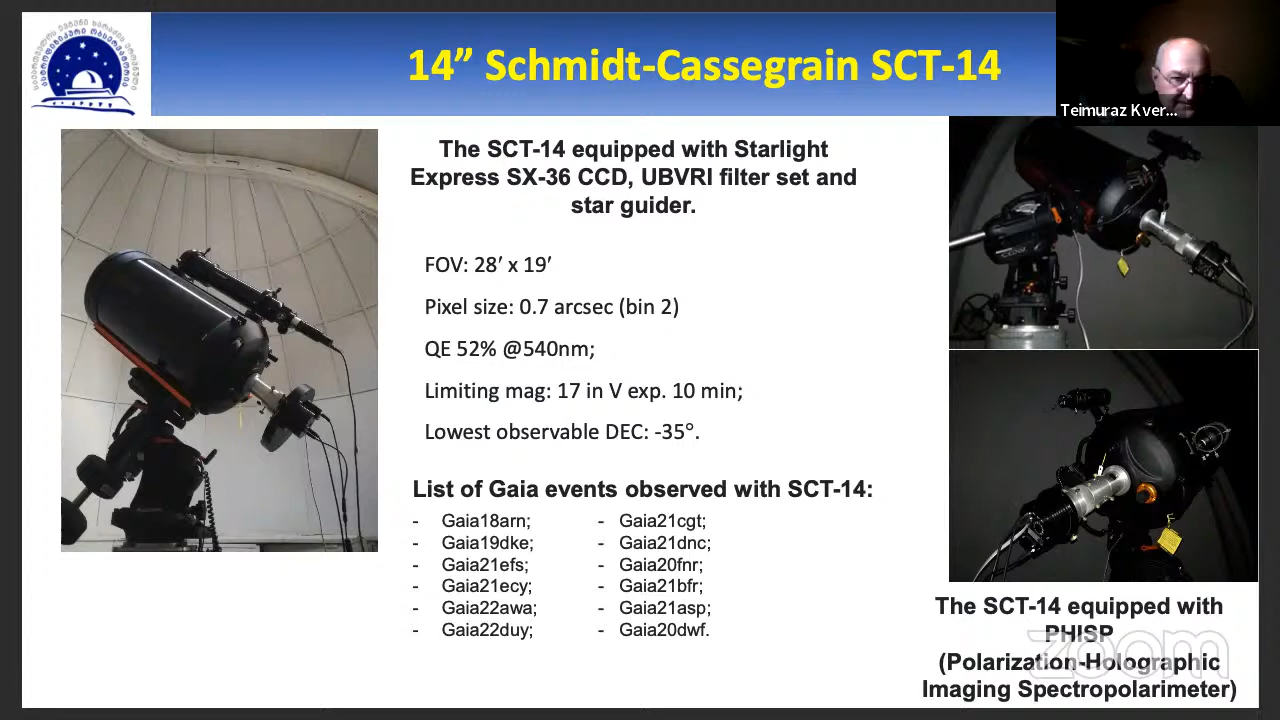 14” Schmidt-Cassegrain SCT-14
Teimuraz Kver...
The SCT-14 equipped with Starlight
Express SX-36 CCD, UBVRI filter set and
star guider.
FOV: 28′ x 19′
Pixel size: 0.7 arcsec (bin 2)
QE 52% @540nm;
Limiting mag: 17 in V exp. 10 min;
Lowest observable DEC: -35°.
List of Gaia events observed with SCT-14:
- Gaia18arn;
- Gaia19dke;
- Gaia21efs;
- Gaia21ecy;
- Gaia22awa;
- Gaia22duy;
- Gaia21cgt;
- Gaia21dnc;
- Gaia20fnr;
- Gaia21bfr;
- Gaia21asp;
- Gaia20dwf.
The SCT-14 equipped with
PHISP
(Polarization-Holographic
Imaging Spectropolarimeter)
zoom